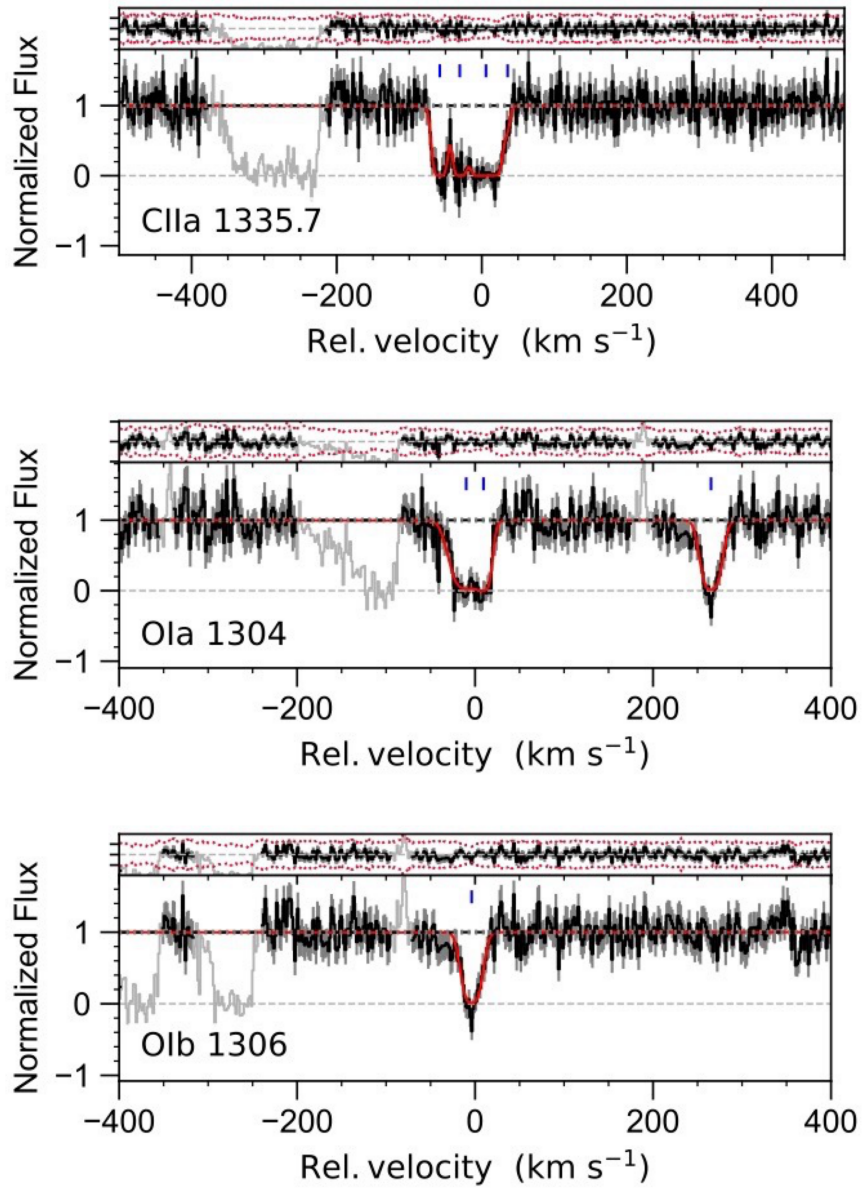 Normalized Flux
1
0
−1
CIIa 1335.7
−400 −200 0 200 400
Rel. velocity (km s−1)
Normalized Flux
1
0
−1
OIa 1304
−400 −200 0 200 400
Rel. velocity (km s−1)
Normalized Flux
1
0
−1
OIb 1306
−400 −200 0 200 400
Rel. velocity (km s−1)